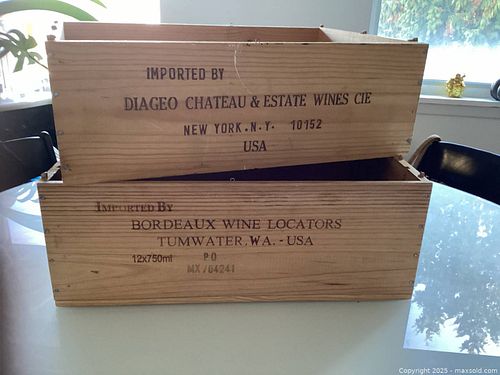 IMPORTED BY
DIAGEO CHATEAU & ESTATE WINES CIE
NEW YORK.N.Y. 10152
USA
IMPORTED BY
BORDEAUX WINE LOCATORS
TUMWATER, WA. - USA
12x750ml
PO
MX/04241
Copyright 2025 - maxsold.com